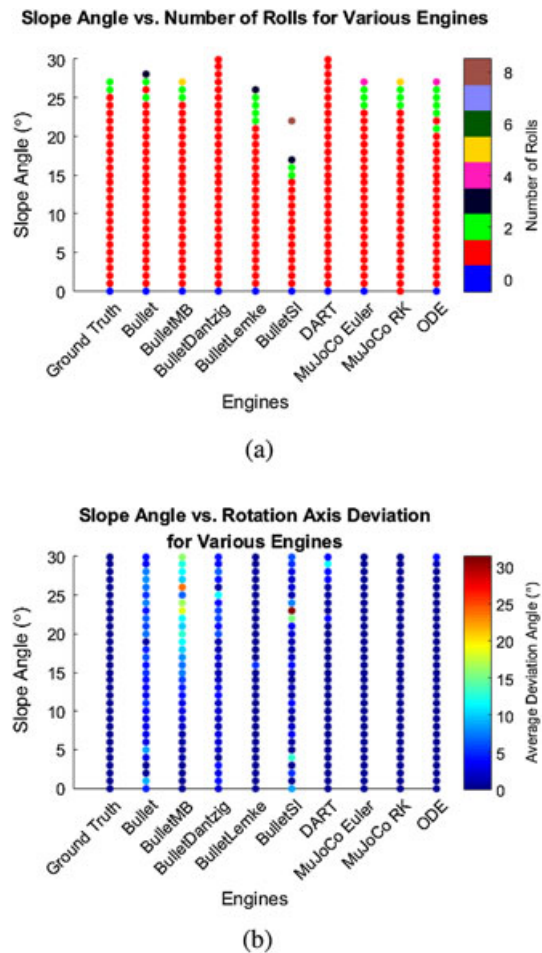 Slope Angle vs. Number of Rolls for Various Engines
Slope Angle (°)
30
25
20
15
10
5
0
Ground Truth
Bullet
BulletMB
BulletDantzig
BulletLemke
BulletSI
DART
MuJoCo Euler
MuJoCo RK
ODE
Engines
8
6
4
2
0
Number of Rolls
(a)
Slope Angle vs. Rotation Axis Deviation
for Various Engines
Slope Angle (°)
30
25
20
15
10
5
0
Ground Truth
Bullet
BulletMB
BulletDantzig
BulletLemke
BulletSI
DART
MuJoCo Euler
MuJoCo RK
ODE
Engines
30
25
20
15
10
5
0
Average Deviation Angle (°)
(b)